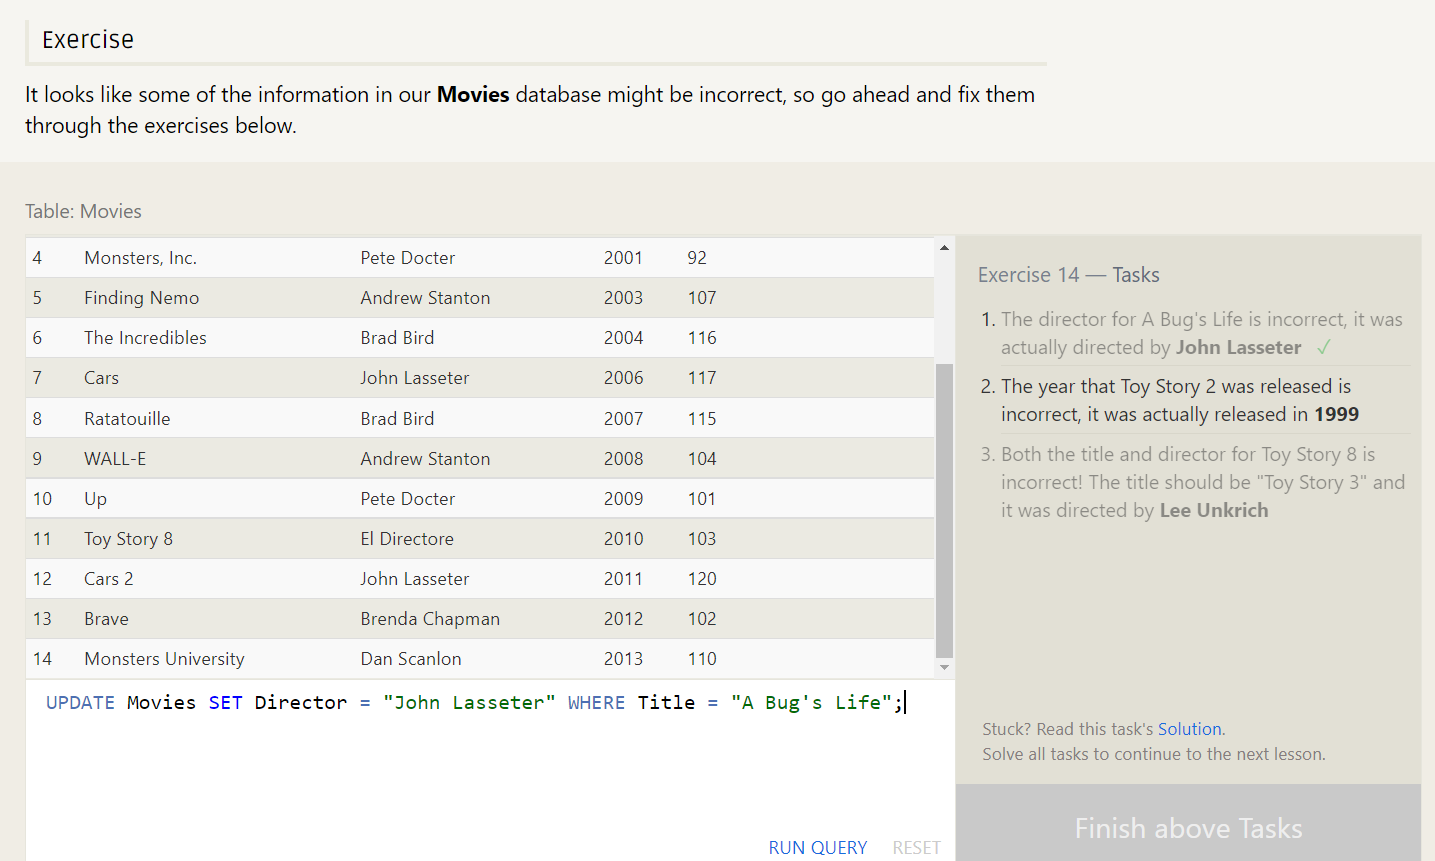 Exercise
It looks like some of the information in our Movies database might be incorrect, so go ahead and fix them
through the exercises below.
Table: Movies
4 Monsters, Inc. Pete Docter 2001 92
5 Finding Nemo Andrew Stanton 2003 107
6 The Incredibles Brad Bird 2004 116
7 Cars John Lasseter 2006 117
8 Ratatouille Brad Bird 2007 115
9 WALL-E Andrew Stanton 2008 104
10 Up Pete Docter 2009 101
11 Toy Story 8 El Directore 2010 103
12 Cars 2 John Lasseter 2011 120
13 Brave Brenda Chapman 2012 102
14 Monsters University Dan Scanlon 2013 110
UPDATE Movies SET Director = "John Lasseter" WHERE Title = "A Bug's Life";
RUN QUERY RESET
Exercise 14 — Tasks
1. The director for A Bug's Life is incorrect, it was
actually directed by John Lasseter ✓
2. The year that Toy Story 2 was released is
incorrect, it was actually released in 1999
3. Both the title and director for Toy Story 8 is
incorrect! The title should be "Toy Story 3" and
it was directed by Lee Unkrich
Stuck? Read this task's Solution.
Solve all tasks to continue to the next lesson.
Finish above Tasks